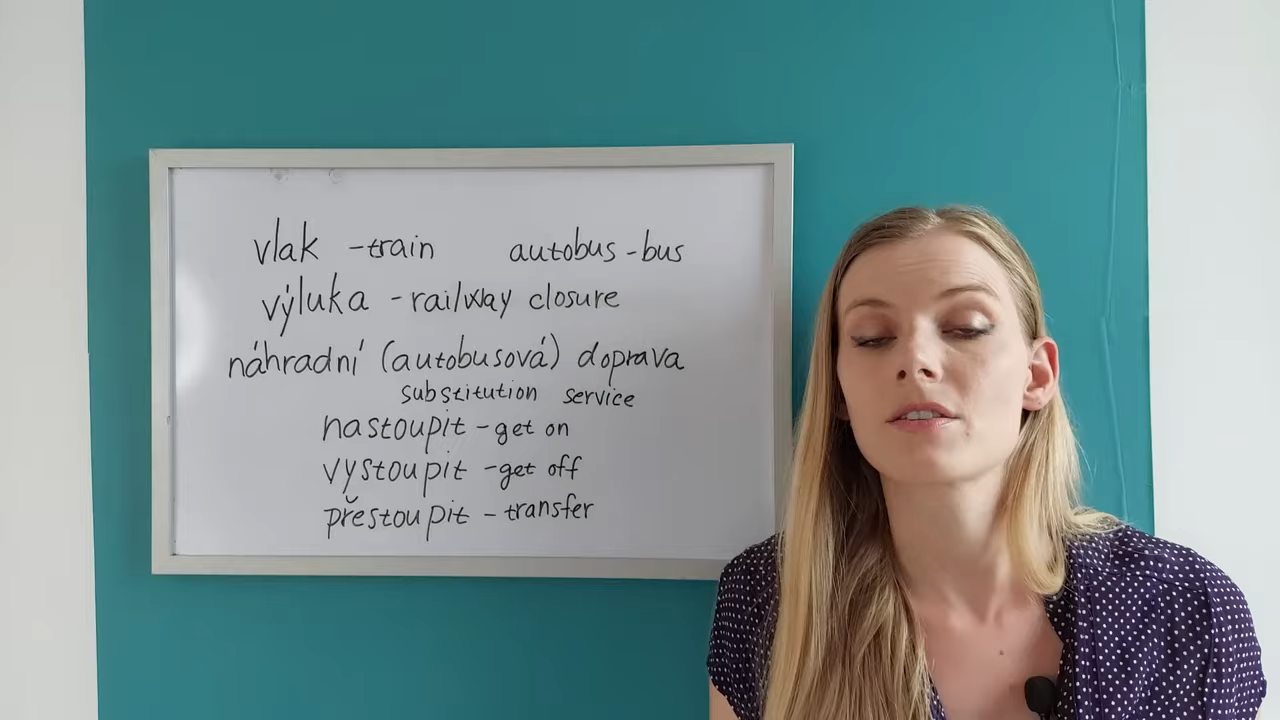 vlak - train autobus - bus
výluka - railway closure
náhradní (autobusová) doprava
substitution service
nastoupit - get on
vystoupit - get off
přestoupit - transfer